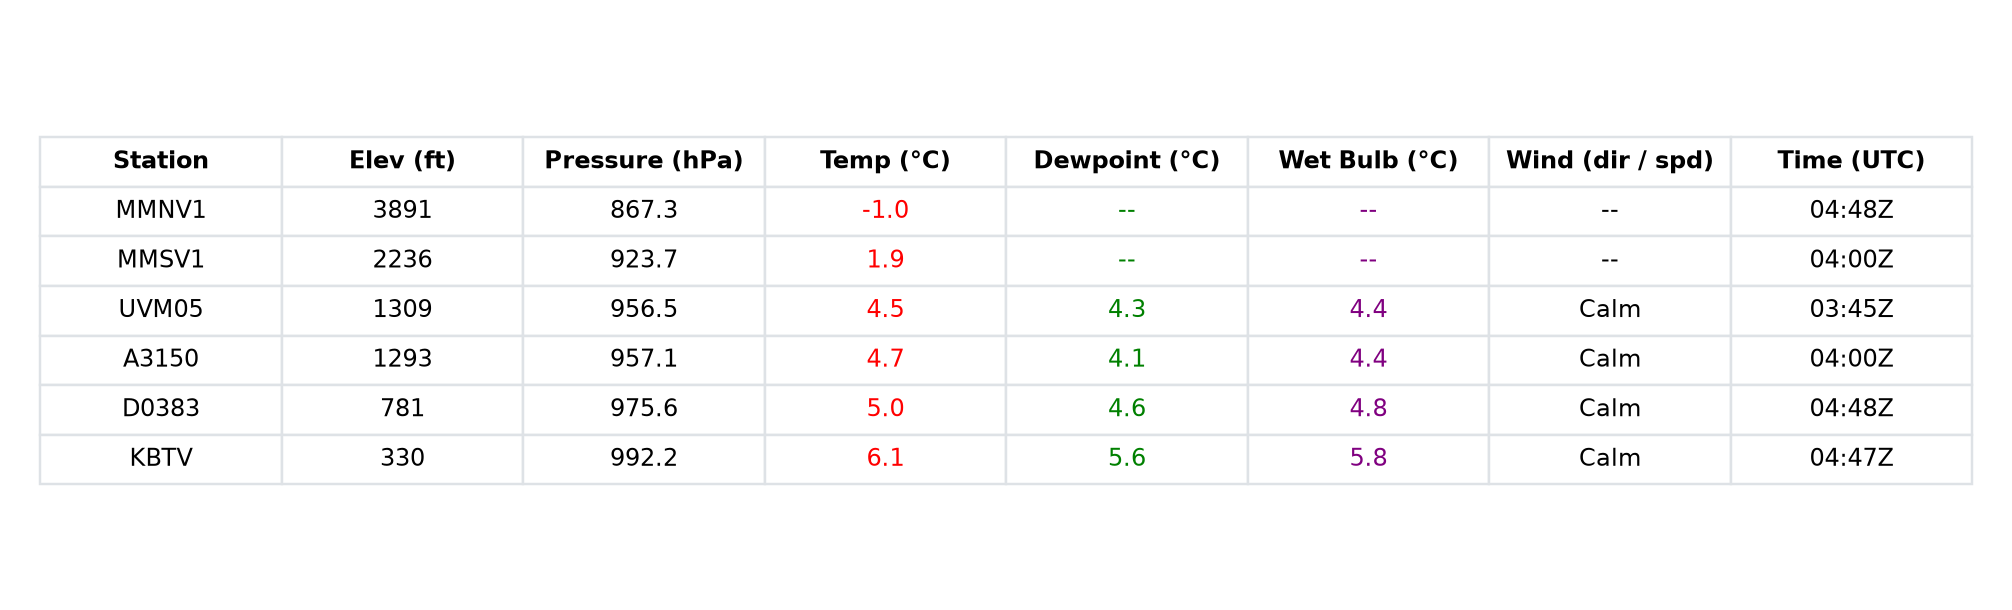 Station Elev (ft) Pressure (hPa) Temp (°C) Dewpoint (°C) Wet Bulb (°C) Wind (dir / spd) Time (UTC)
MMNV1 3891 867.3 -1.0 -- -- -- 04:48Z
MMSV1 2236 923.7 1.9 -- -- -- 04:00Z
UVM05 1309 956.5 4.5 4.3 4.4 Calm 03:45Z
A3150 1293 957.1 4.7 4.1 4.4 Calm 04:00Z
D0383 781 975.6 5.0 4.6 4.8 Calm 04:48Z
KBTV 330 992.2 6.1 5.6 5.8 Calm 04:47Z